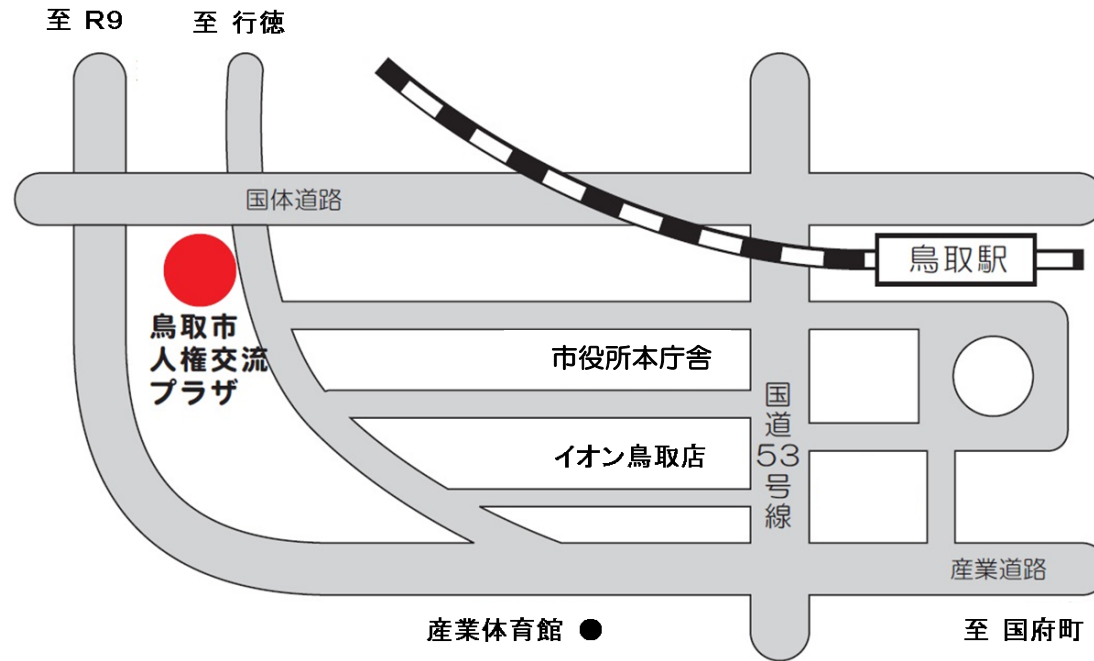 至 R9
至 行徳
国体道路
鳥取駅
鳥取市
人権交流
プラザ
市役所本庁舎
国道53号線
イオン鳥取店
産業道路
産業体育館
至 国府町